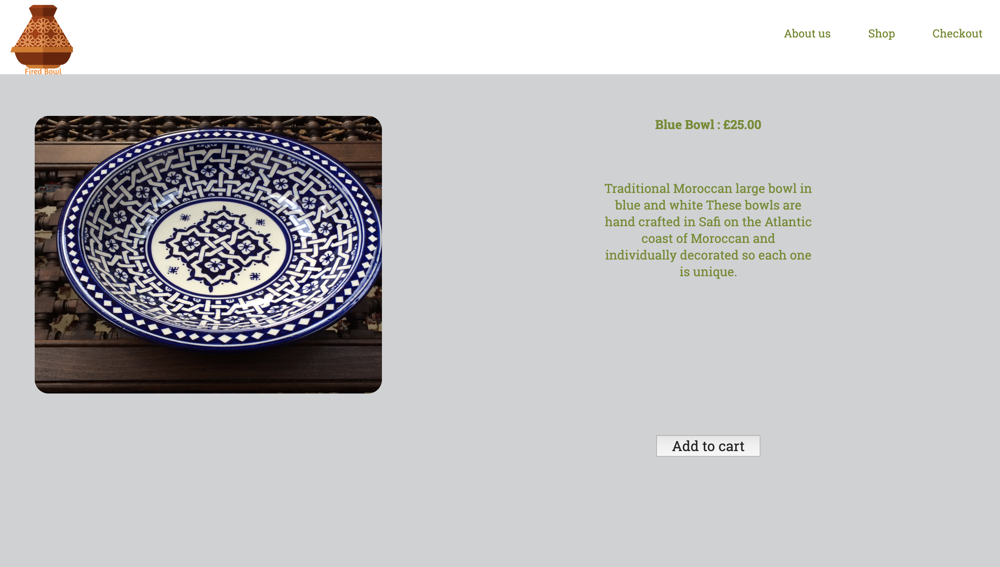 Fired Bowl
About us
Shop
Checkout
Blue Bowl : £25.00
Traditional Moroccan large bowl in
blue and white These bowls are
hand crafted in Safi on the Atlantic
coast of Moroccan and
individually decorated so each one
is unique.
Add to cart